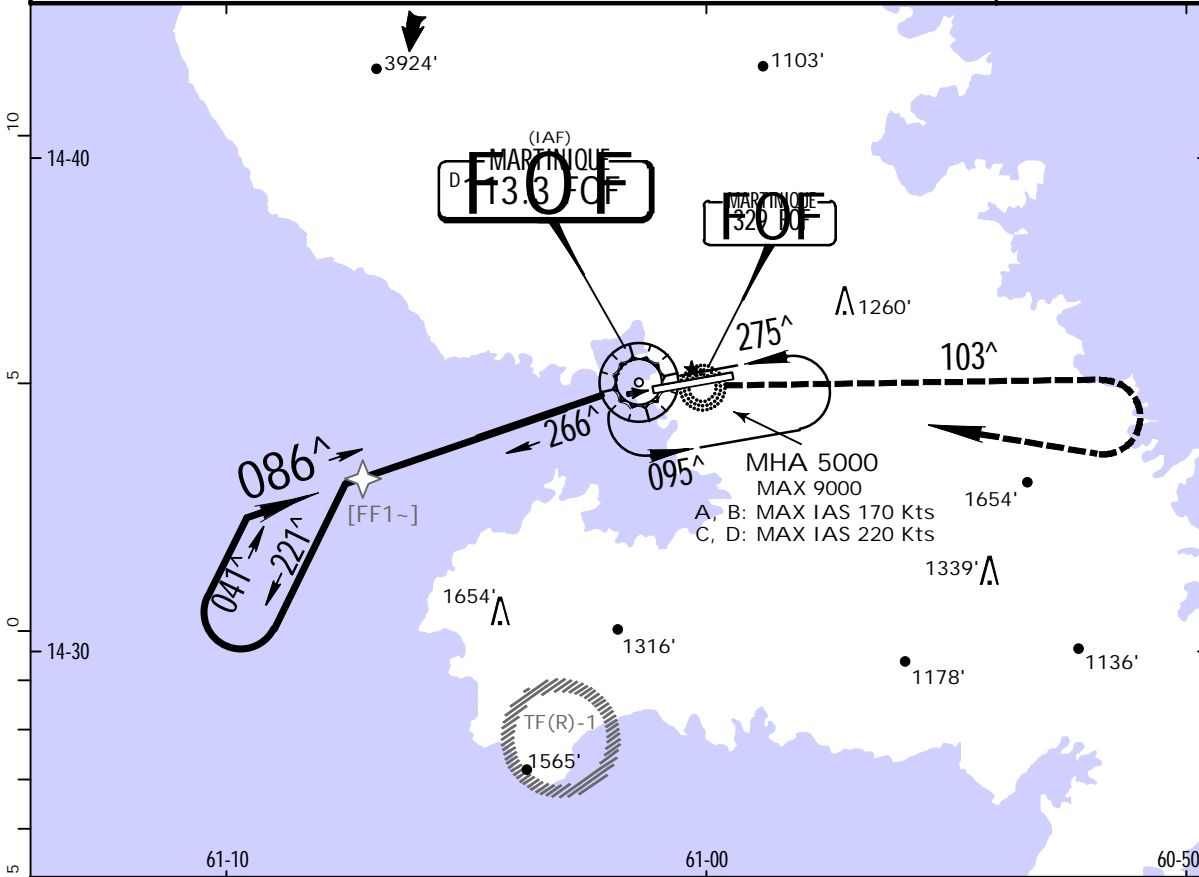 3924'
1103'
10
14-40
(IAF)
MARTINIQUE
D 113.3 FOF
FOF
MARTINIQUE
329 FOF
FOF
1260'
275^
103^
5
266^
086^
095^
MHA 5000
MAX 9000
A, B: MAX IAS 170 Kts
C, D: MAX IAS 220 Kts
1654'
[FF1~]
221^
041^
1339'
1654'
0
14-30
1316'
1178'
1136'
TF(R)-1
1565'
5
61-10
61-00
60-50